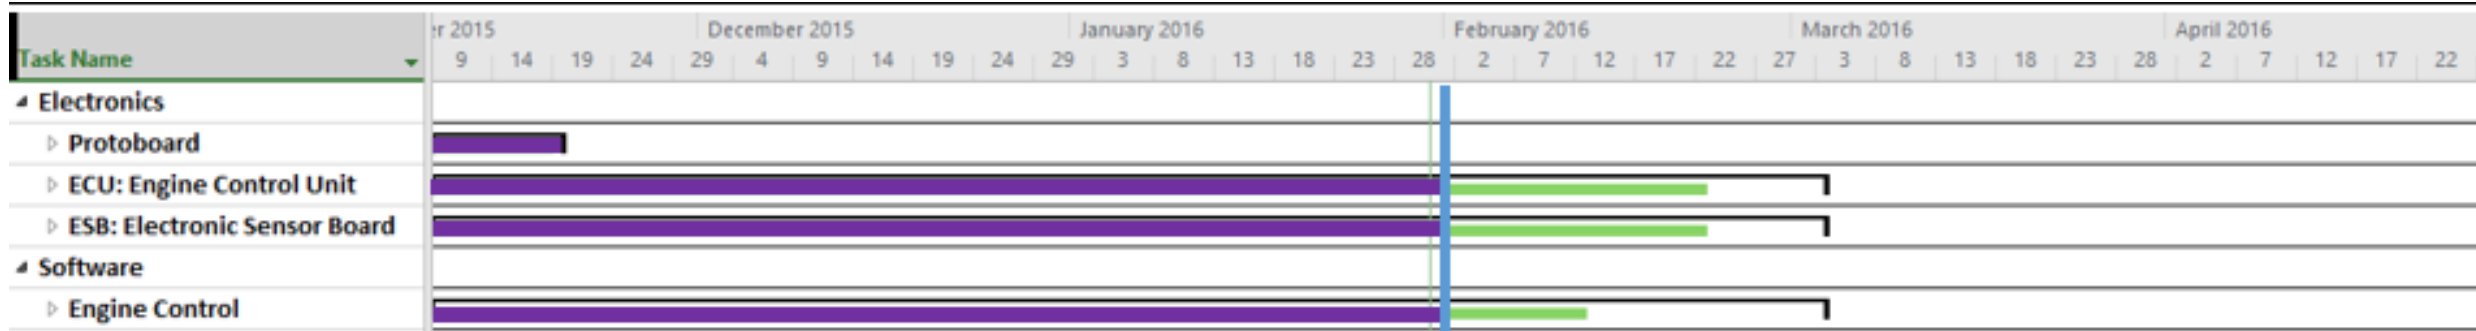 er 2015 December 2015 January 2016 February 2016 March 2016 April 2016
Task Name 9 14 19 24 29 4 9 14 19 24 29 3 8 13 18 23 28 2 7 12 17 22 27 3 8 13 18 23 28 2 7 12 17 22
Electronics
Protoboard
ECU: Engine Control Unit
ESB: Electronic Sensor Board
Software
Engine Control